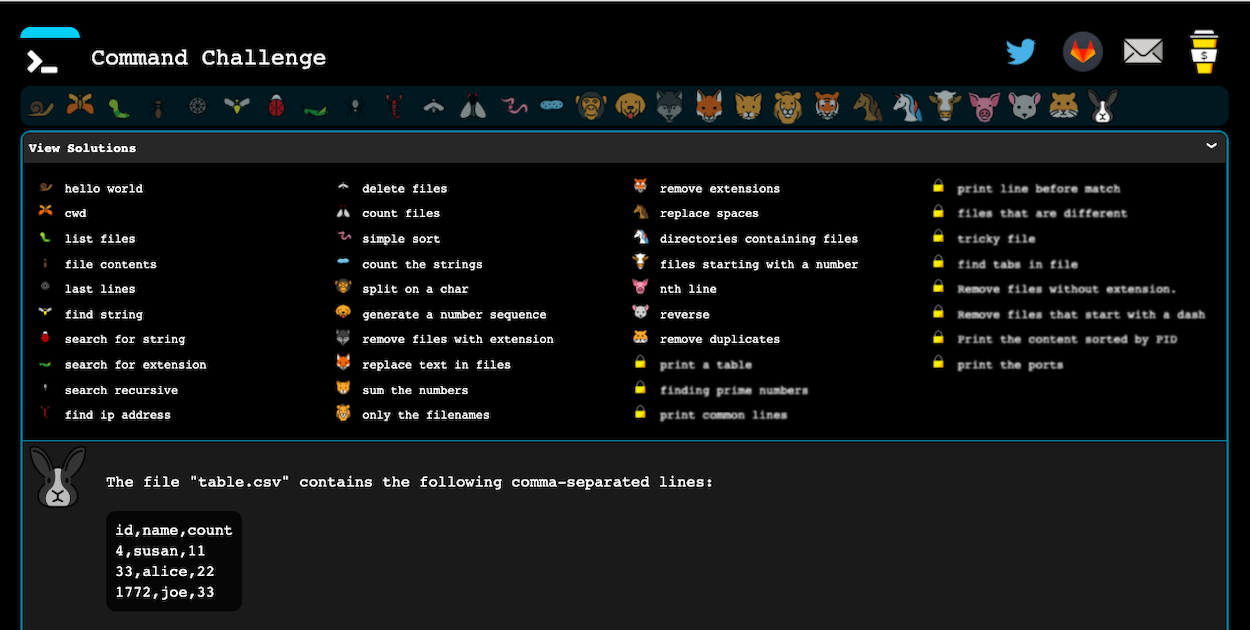 Command Challenge
$
View Solutions
hello world
cwd
list files
file contents
last lines
find string
search for string
search for extension
search recursive
find ip address
delete files
count files
simple sort
count the strings
split on a char
generate a number sequence
remove files with extension
replace text in files
sum the numbers
only the filenames
remove extensions
replace spaces
directories containing files
files starting with a number
nth line
reverse
remove duplicates
print a table
finding prime numbers
print common lines
print line before match
files that are different
tricky file
find tabs in file
Remove files without extension.
Remove files that start with a dash
Print the content sorted by PID
print the ports
The file "table.csv" contains the following comma-separated lines:
id,name,count
4,susan,11
33,alice,22
1772,joe,33